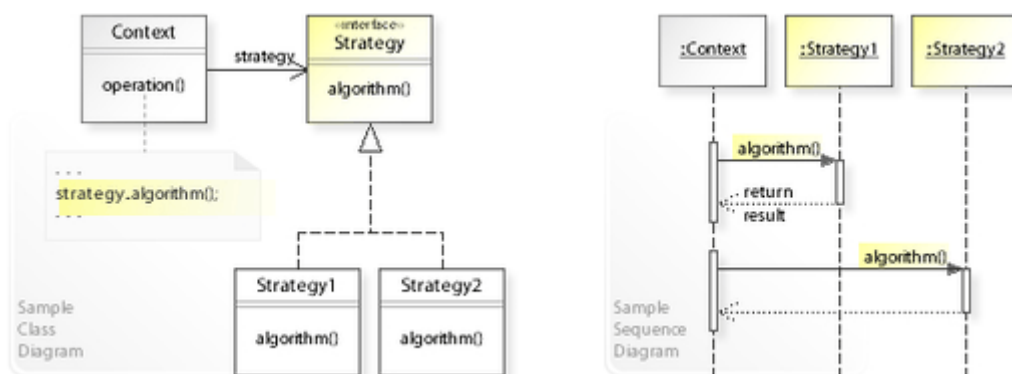 Context
operation()
strategy
«interface»
Strategy
algorithm()
. . .
strategy.algorithm();
. . .
Strategy1
algorithm()
Strategy2
algorithm()
Sample
Class
Diagram
:Context
:Strategy1
:Strategy2
algorithm()
return
result
algorithm()
Sample
Sequence
Diagram